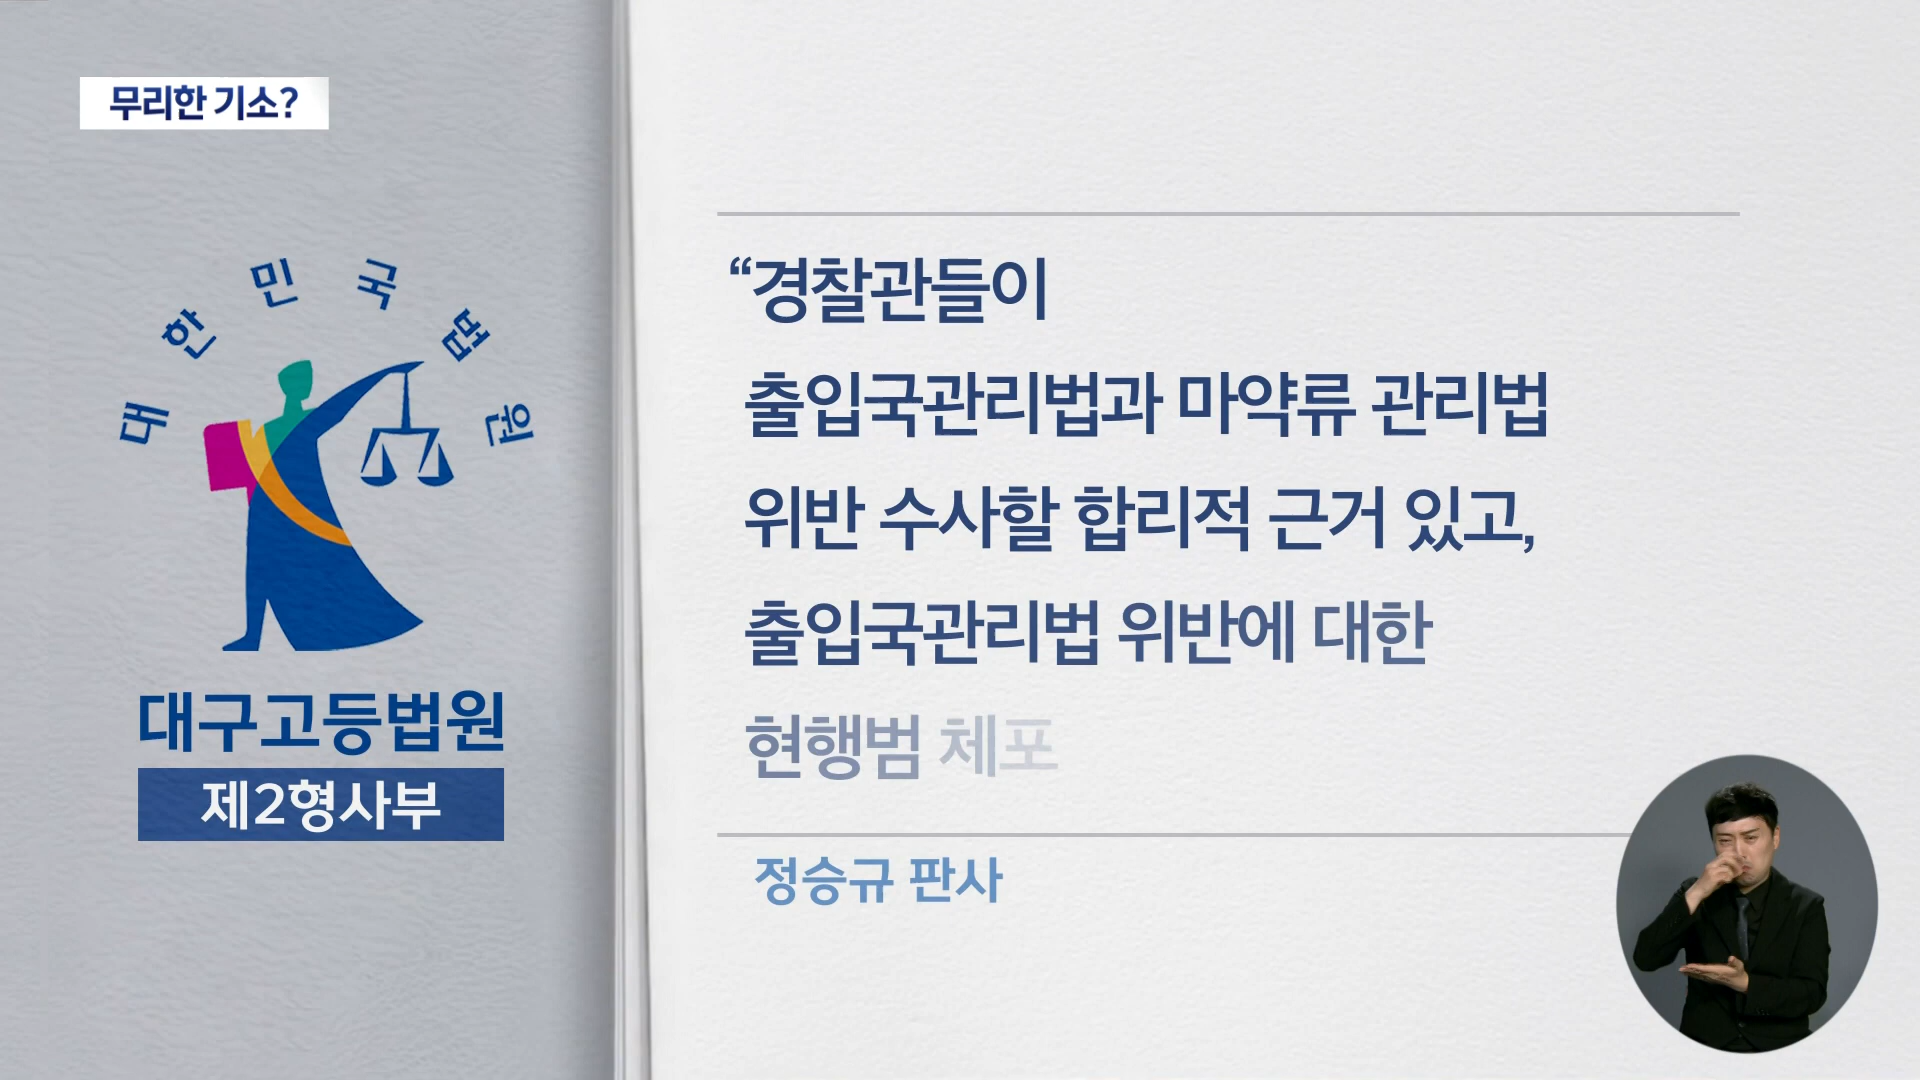 무리한 기소?
대한민국법원
대구고등법원
제2형사부
“경찰관들이
출입국관리법과 마약류 관리법
위반 수사할 합리적 근거 있고,
출입국관리법 위반에 대한
현행범 체포
정승규 판사